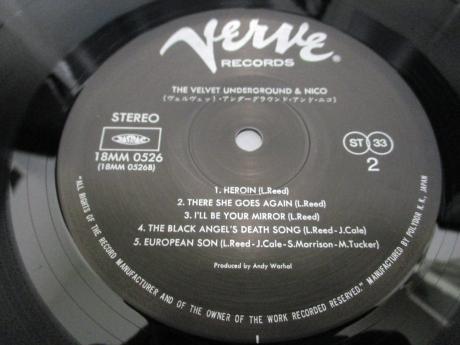 Verve®
RECORDS
THE VELVET UNDERGROUND & NICO
(ヴェルヴェット・アンダーグラウンド・アンド・ニコ)
STEREO
18MM 0526
(18MM 0526B)
ST 33
2
1. HEROIN (L.Reed)
2. THERE SHE GOES AGAIN (L.Reed)
3. I'LL BE YOUR MIRROR (L.Reed)
4. THE BLACK ANGEL'S DEATH SONG (L.Reed-J.Cale)
5. EUROPEAN SON (L.Reed-J.Cale-S.Morrison-M.Tucker)
Produced by Andy Warhol
"ALL RIGHTS OF THE RECORD MANUFACTURER AND OF THE OWNER OF THE WORK RECORDED RESERVED." MANUFACTURED BY POLYDOR K.K., JAPAN